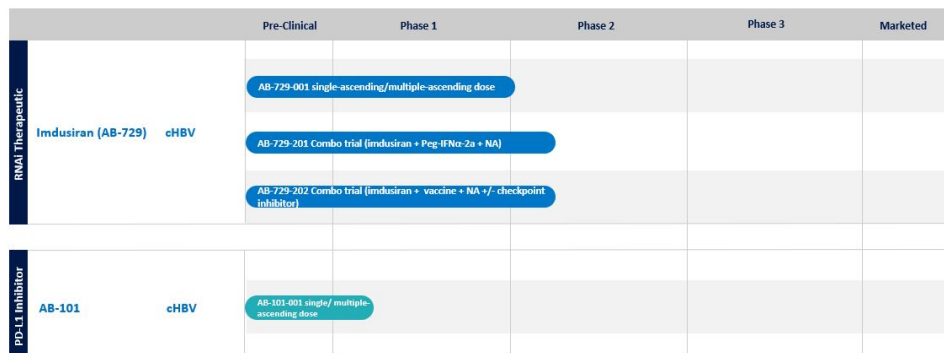 Pre-Clinical Phase 1 Phase 2 Phase 3 Marketed
RNAi Therapeutic
Imdusiran (AB-729) cHBV
AB-729-001 single-ascending/multiple-ascending dose
AB-729-201 Combo trial (imdusiran + Peg-IFNα-2a + NA)
AB-729-202 Combo trial (imdusiran + vaccine + NA +/- checkpoint
inhibitor)
PD-L1 Inhibitor
AB-101 cHBV
AB-101-001 single/ multiple-
ascending dose